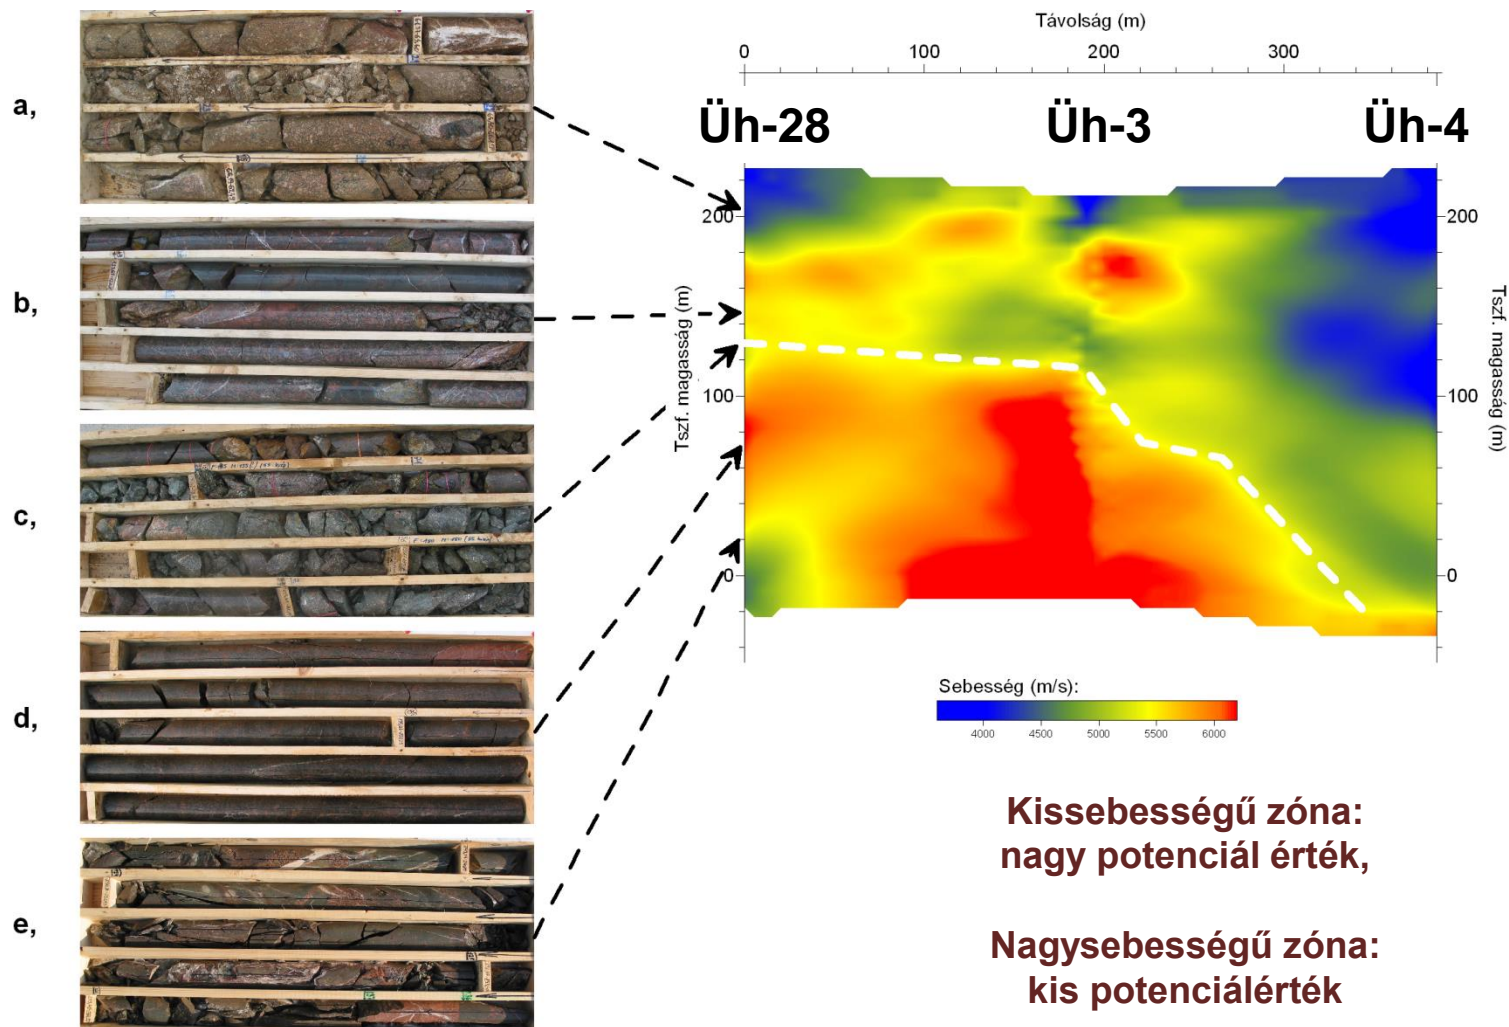 Távolság (m)
0 100 200 300
Üh-28 Üh-3 Üh-4
a,
b,
c,
d,
e,
Tszf. magasság (m)
200
100
0
Tszf. magasság (m)
200
100
0
Sebesség (m/s):
4000 4500 5000 5500 6000
Kissebességű zóna:
nagy potenciál érték,
Nagysebességű zóna:
kis potenciálérték